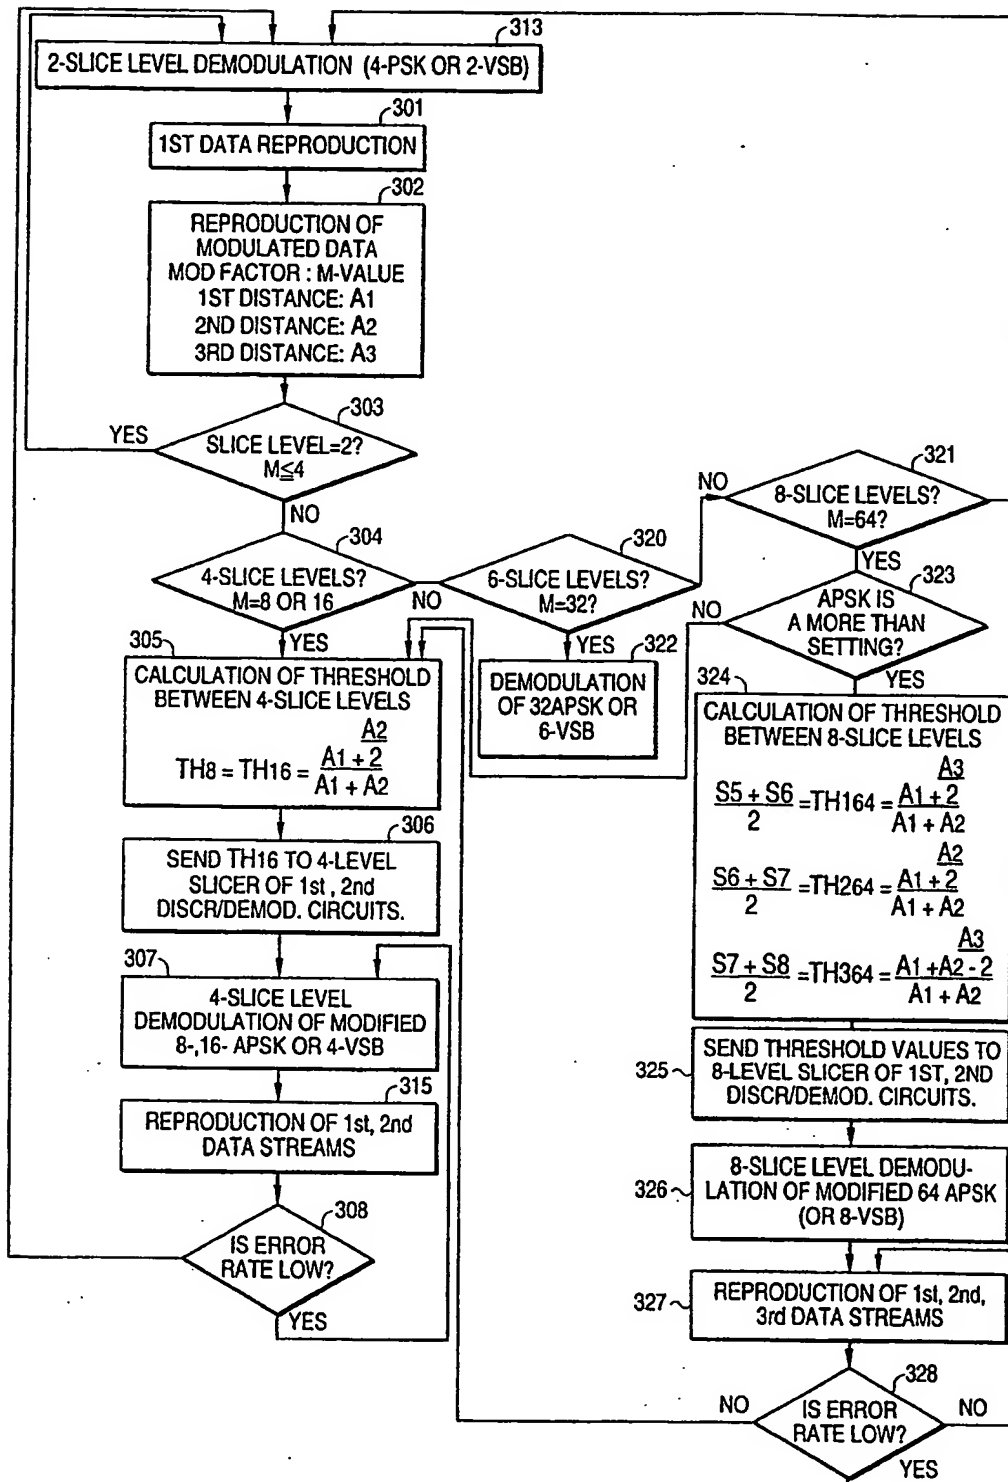 313
2-SLICE LEVEL DEMODULATION (4-PSK OR 2-VSB)
301
1ST DATA REPRODUCTION
302
REPRODUCTION OF
MODULATED DATA
MOD FACTOR : M-VALUE
1ST DISTANCE: A1
2ND DISTANCE: A2
3RD DISTANCE: A3
303
YES
SLICE LEVEL=2?
M≦4
NO
304
4-SLICE LEVELS?
M=8 OR 16
NO
YES
320
6-SLICE LEVELS?
M=32?
NO
YES
322
DEMODULATION
OF 32APSK OR
6-VSB
321
8-SLICE LEVELS?
M=64?
YES
323
NO
APSK IS
A MORE THAN
SETTING?
YES
305
CALCULATION OF THRESHOLD
BETWEEN 4-SLICE LEVELS
A2
TH8 = TH16 = A1 + 2
A1 + A2
306
SEND TH16 TO 4-LEVEL
SLICER OF 1st , 2nd
DISCR/DEMOD. CIRCUITS.
307
4-SLICE LEVEL
DEMODULATION OF MODIFIED
8-,16- APSK OR 4-VSB
315
REPRODUCTION OF 1st, 2nd
DATA STREAMS
308
IS ERROR
RATE LOW?
YES
324
CALCULATION OF THRESHOLD
BETWEEN 8-SLICE LEVELS
A3
S5 + S6 =TH164= A1 + 2
2 A1 + A2
A2
S6 + S7 =TH264= A1 + 2
2 A1 + A2
A3
S7 + S8 =TH364= A1 +A2 - 2
2 A1 + A2
325
SEND THRESHOLD VALUES TO
8-LEVEL SLICER OF 1ST, 2ND
DISCR/DEMOD. CIRCUITS.
326
8-SLICE LEVEL DEMODU-
LATION OF MODIFIED 64 APSK
(OR 8-VSB)
327
REPRODUCTION OF 1st, 2nd,
3rd DATA STREAMS
328
NO
IS ERROR
RATE LOW?
NO
YES